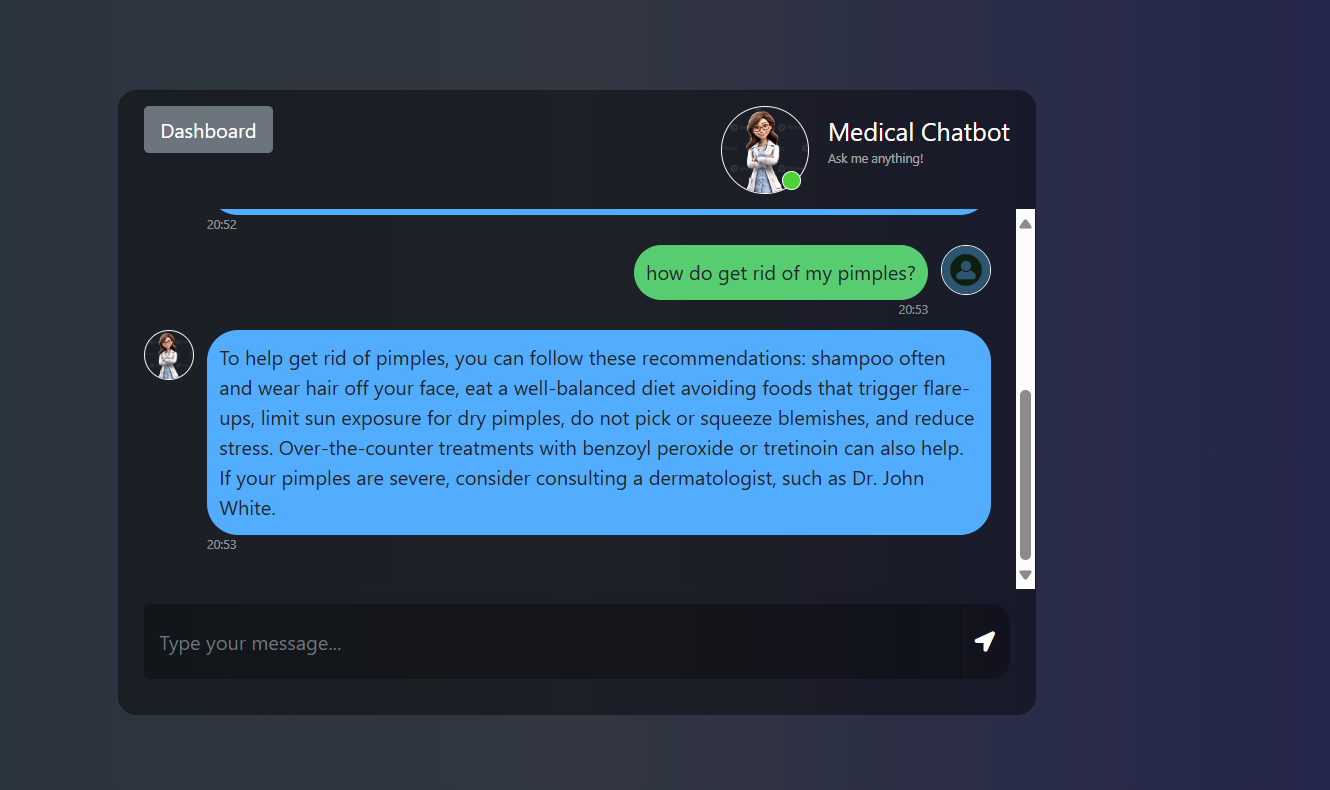 Dashboard
Medical Chatbot
Ask me anything!
20:52
how do get rid of my pimples?
20:53
To help get rid of pimples, you can follow these recommendations: shampoo often
and wear hair off your face, eat a well-balanced diet avoiding foods that trigger flare-
ups, limit sun exposure for dry pimples, do not pick or squeeze blemishes, and reduce
stress. Over-the-counter treatments with benzoyl peroxide or tretinoin can also help.
If your pimples are severe, consider consulting a dermatologist, such as Dr. John
White.
20:53
Type your message...